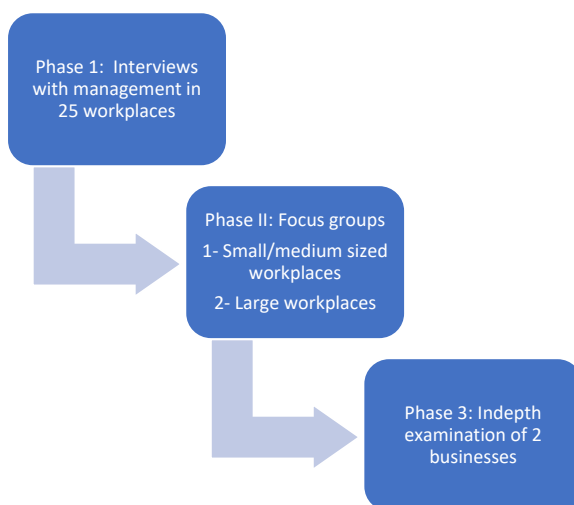 Phase 1:  Interviews
with management in
25 workplaces
Phase II: Focus groups
1- Small/medium sized
workplaces
2- Large workplaces
Phase 3: Indepth
examination of 2
businesses